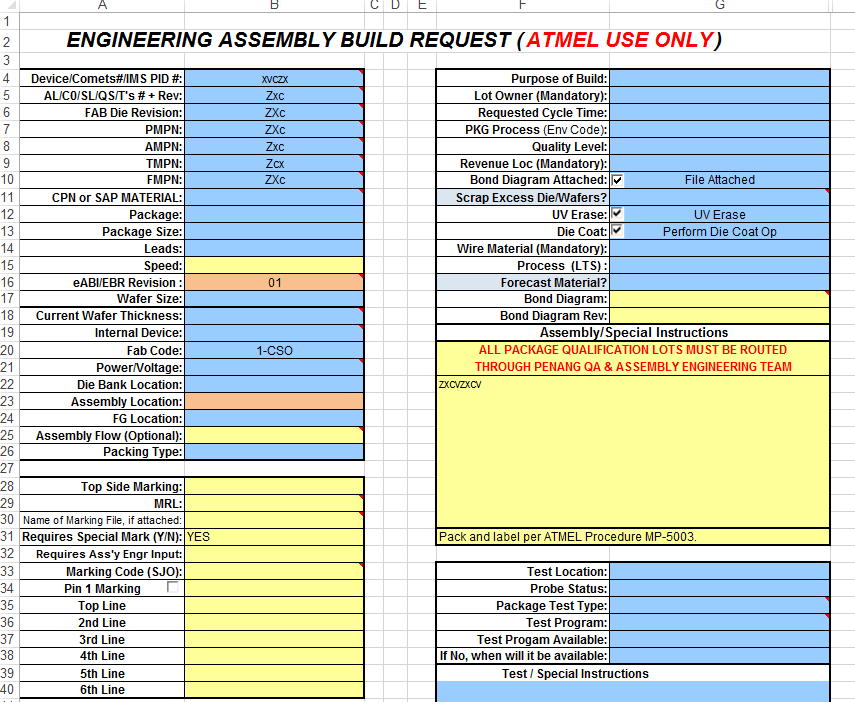 A B C D E F G
1
2 ENGINEERING ASSEMBLY BUILD REQUEST ( ATMEL USE ONLY )
3
4 Device/Comets#/IMS PID #: xvczx Purpose of Build:
5 AL/C0/SL/QS/T's # + Rev: Zxc Lot Owner (Mandatory):
6 FAB Die Revision: ZXc Requested Cycle Time:
7 PMPN: ZXc PKG Process (Env Code):
8 AMPN: Zxc Quality Level:
9 TMPN: Zcx Revenue Loc (Mandatory):
10 FMPN: ZXc Bond Diagram Attached: File Attached
11 CPN or SAP MATERIAL: Scrap Excess Die/Wafers?
12 Package: UV Erase: UV Erase
13 Package Size: Die Coat: Perform Die Coat Op
14 Leads: Wire Material (Mandatory):
15 Speed: Process (LTS) :
16 eABI/EBR Revision : 01 Forecast Material?
17 Wafer Size: Bond Diagram:
18 Current Wafer Thickness: Bond Diagram Rev:
19 Internal Device: Assembly/Special Instructions
20 Fab Code: 1-CSO ALL PACKAGE QUALIFICATION LOTS MUST BE ROUTED
21 Power/Voltage: THROUGH PENANG QA & ASSEMBLY ENGINEERING TEAM
22 Die Bank Location: zxcvzxcv
23 Assembly Location:
24 FG Location:
25 Assembly Flow (Optional):
26 Packing Type:
27
28 Top Side Marking:
29 MRL:
30 Name of Marking File, if attached:
31 Requires Special Mark (Y/N): YES Pack and label per ATMEL Procedure MP-5003.
32 Requires Ass'y Engr Input:
33 Marking Code (SJO): Test Location:
34 Pin 1 Marking Probe Status:
35 Top Line Package Test Type:
36 2nd Line Test Program:
37 3rd Line Test Progam Available:
38 4th Line If No, when will it be available:
39 5th Line Test / Special Instructions
40 6th Line